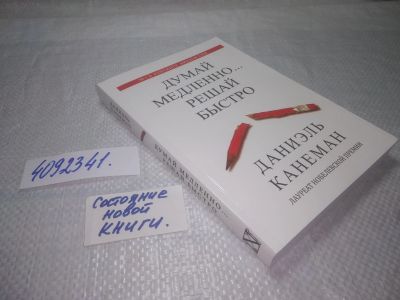 ДУМАЙ
МЕДЛЕННО...
РЕШАЙ
БЫСТРО
ДАНИЭЛЬ
КАНЕМАН
ЛАУРЕАТ НОБЕЛЕВСКОЙ ПРЕМИИ
4092341.
Состояние
новой
книги.